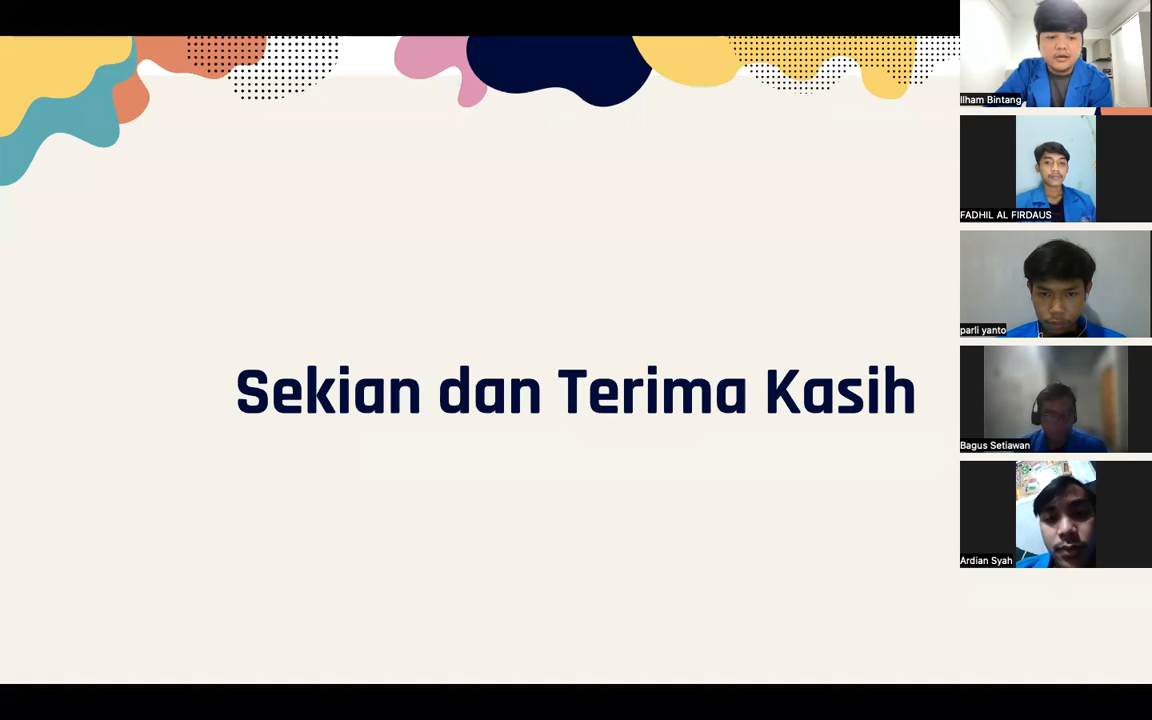 Sekian dan Terima Kasih
Ilham Bintang
FADHIL AL FIRDAUS
parli yanto
Bagus Setiawan
Ardian Syah